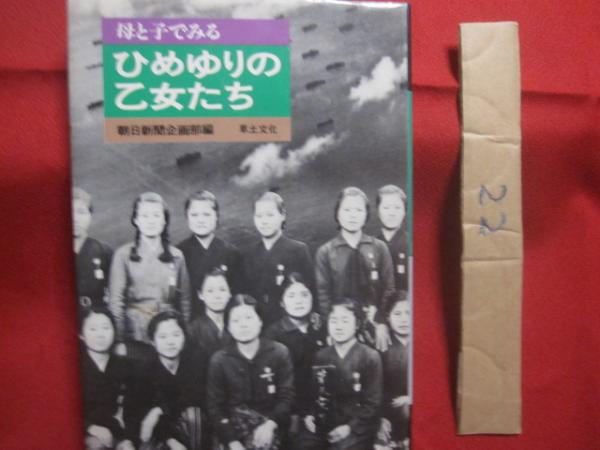 母と子でみる
ひめゆりの
乙女たち
朝日新聞企画部編 草土文化
22